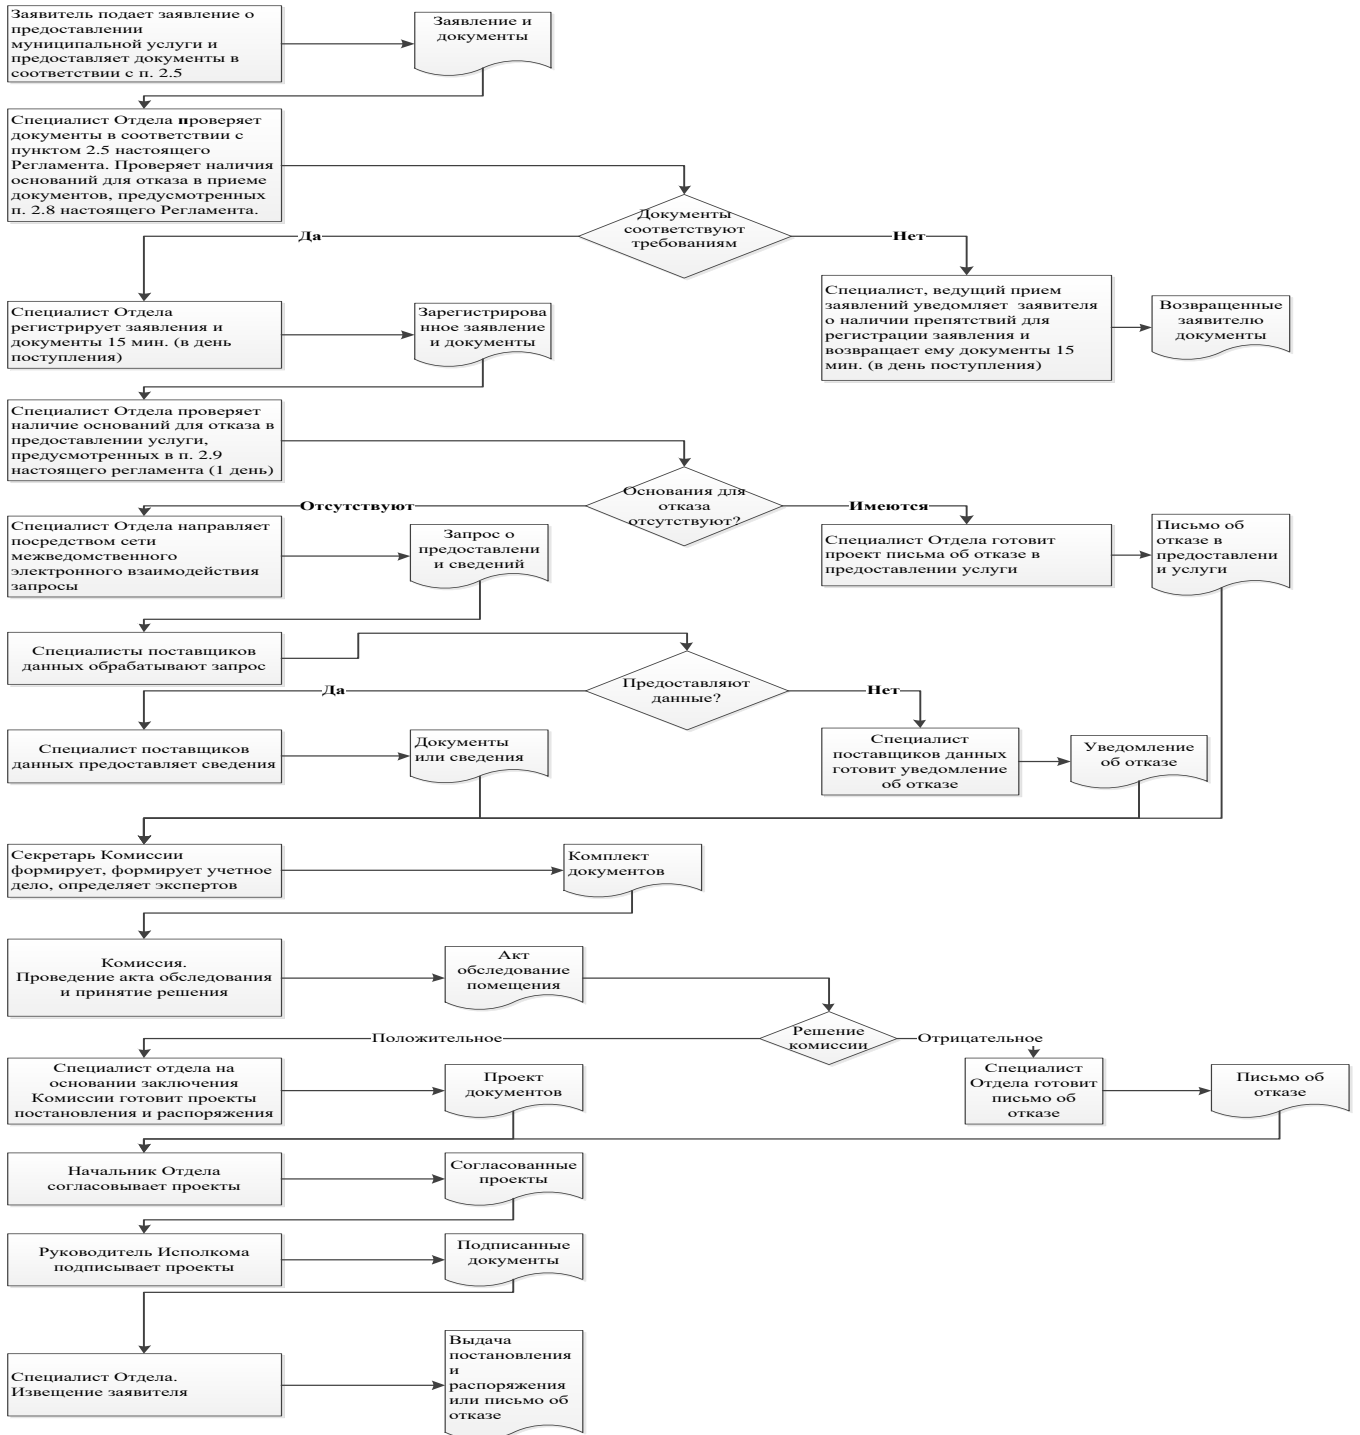 Заявитель подает заявление о
предоставлении
муниципальной услуги и
предоставляет документы в
соответствии с п. 2.5
Заявление и
документы
Специалист Отдела проверяет
документы в соответствии с
пунктом 2.5 настоящего
Регламента. Проверяет наличия
оснований для отказа в приеме
документов, предусмотренных
п. 2.8 настоящего Регламента.
Документы
соответствуют
требованиям
Да
Нет
Специалист Отдела
регистрирует заявления и
документы 15 мин. (в день
поступления)
Зарегистрирова
нное заявление
и документы
Специалист, ведущий прием
заявлений уведомляет заявителя
о наличии препятствий для
регистрации заявления и
возвращает ему документы 15
мин. (в день поступления)
Возвращенные
заявителю
документы
Специалист Отдела проверяет
наличие оснований для отказа в
предоставлении услуги,
предусмотренных в п. 2.9
настоящего регламента (1 день)
Основания для
отказа
отсутствуют?
Отсутствуют
Имеются
Специалист Отдела направляет
посредством сети
межведомственного
электронного взаимодействия
запросы
Запрос о
предоставлени
и сведений
Специалист Отдела готовит
проект письма об отказе в
предоставлении услуги
Письмо об
отказе в
предоставлени
и услуги
Специалисты поставщиков
данных обрабатывают запрос
Предоставляют
данные?
Да
Нет
Специалист поставщиков
данных предоставляет сведения
Документы
или сведения
Специалист
поставщиков данных
готовит уведомление
об отказе
Уведомление
об отказе
Секретарь Комиссии
формирует, формирует учетное
дело, определяет экспертов
Комплект
документов
Комиссия.
Проведение акта обследования
и принятие решения
Акт
обследование
помещения
Решение
комиссии
Положительное
Отрицательное
Специалист отдела на
основании заключения
Комиссии готовит проекты
постановления и распоряжения
Проект
документов
Специалист
Отдела готовит
письмо об
отказе
Письмо об
отказе
Начальник Отдела
согласовывает проекты
Согласованные
проекты
Руководитель Исполкома
подписывает проекты
Подписанные
документы
Специалист Отдела.
Извещение заявителя
Выдача
постановления
и
распоряжения
или письмо об
отказе